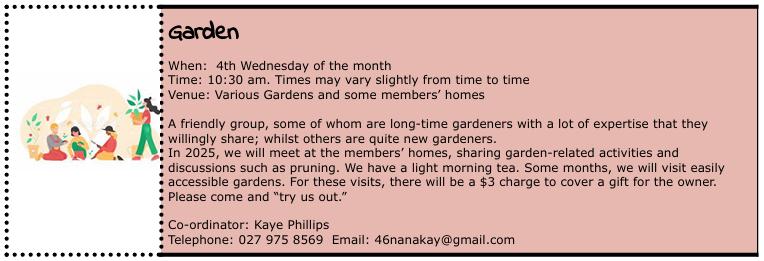 Garden
When:  4th Wednesday of the month
Time: 10:30 am. Times may vary slightly from time to time
Venue: Various Gardens and some members’ homes
A friendly group, some of whom are long-time gardeners with a lot of expertise that they
willingly share; whilst others are quite new gardeners.
In 2025, we will meet at the members’ homes, sharing garden-related activities and
discussions such as pruning. We have a light morning tea. Some months, we will visit easily
accessible gardens. For these visits, there will be a $3 charge to cover a gift for the owner.
Please come and “try us out.”
Co-ordinator: Kaye Phillips
Telephone: 027 975 8569  Email: 46nanakay@gmail.com